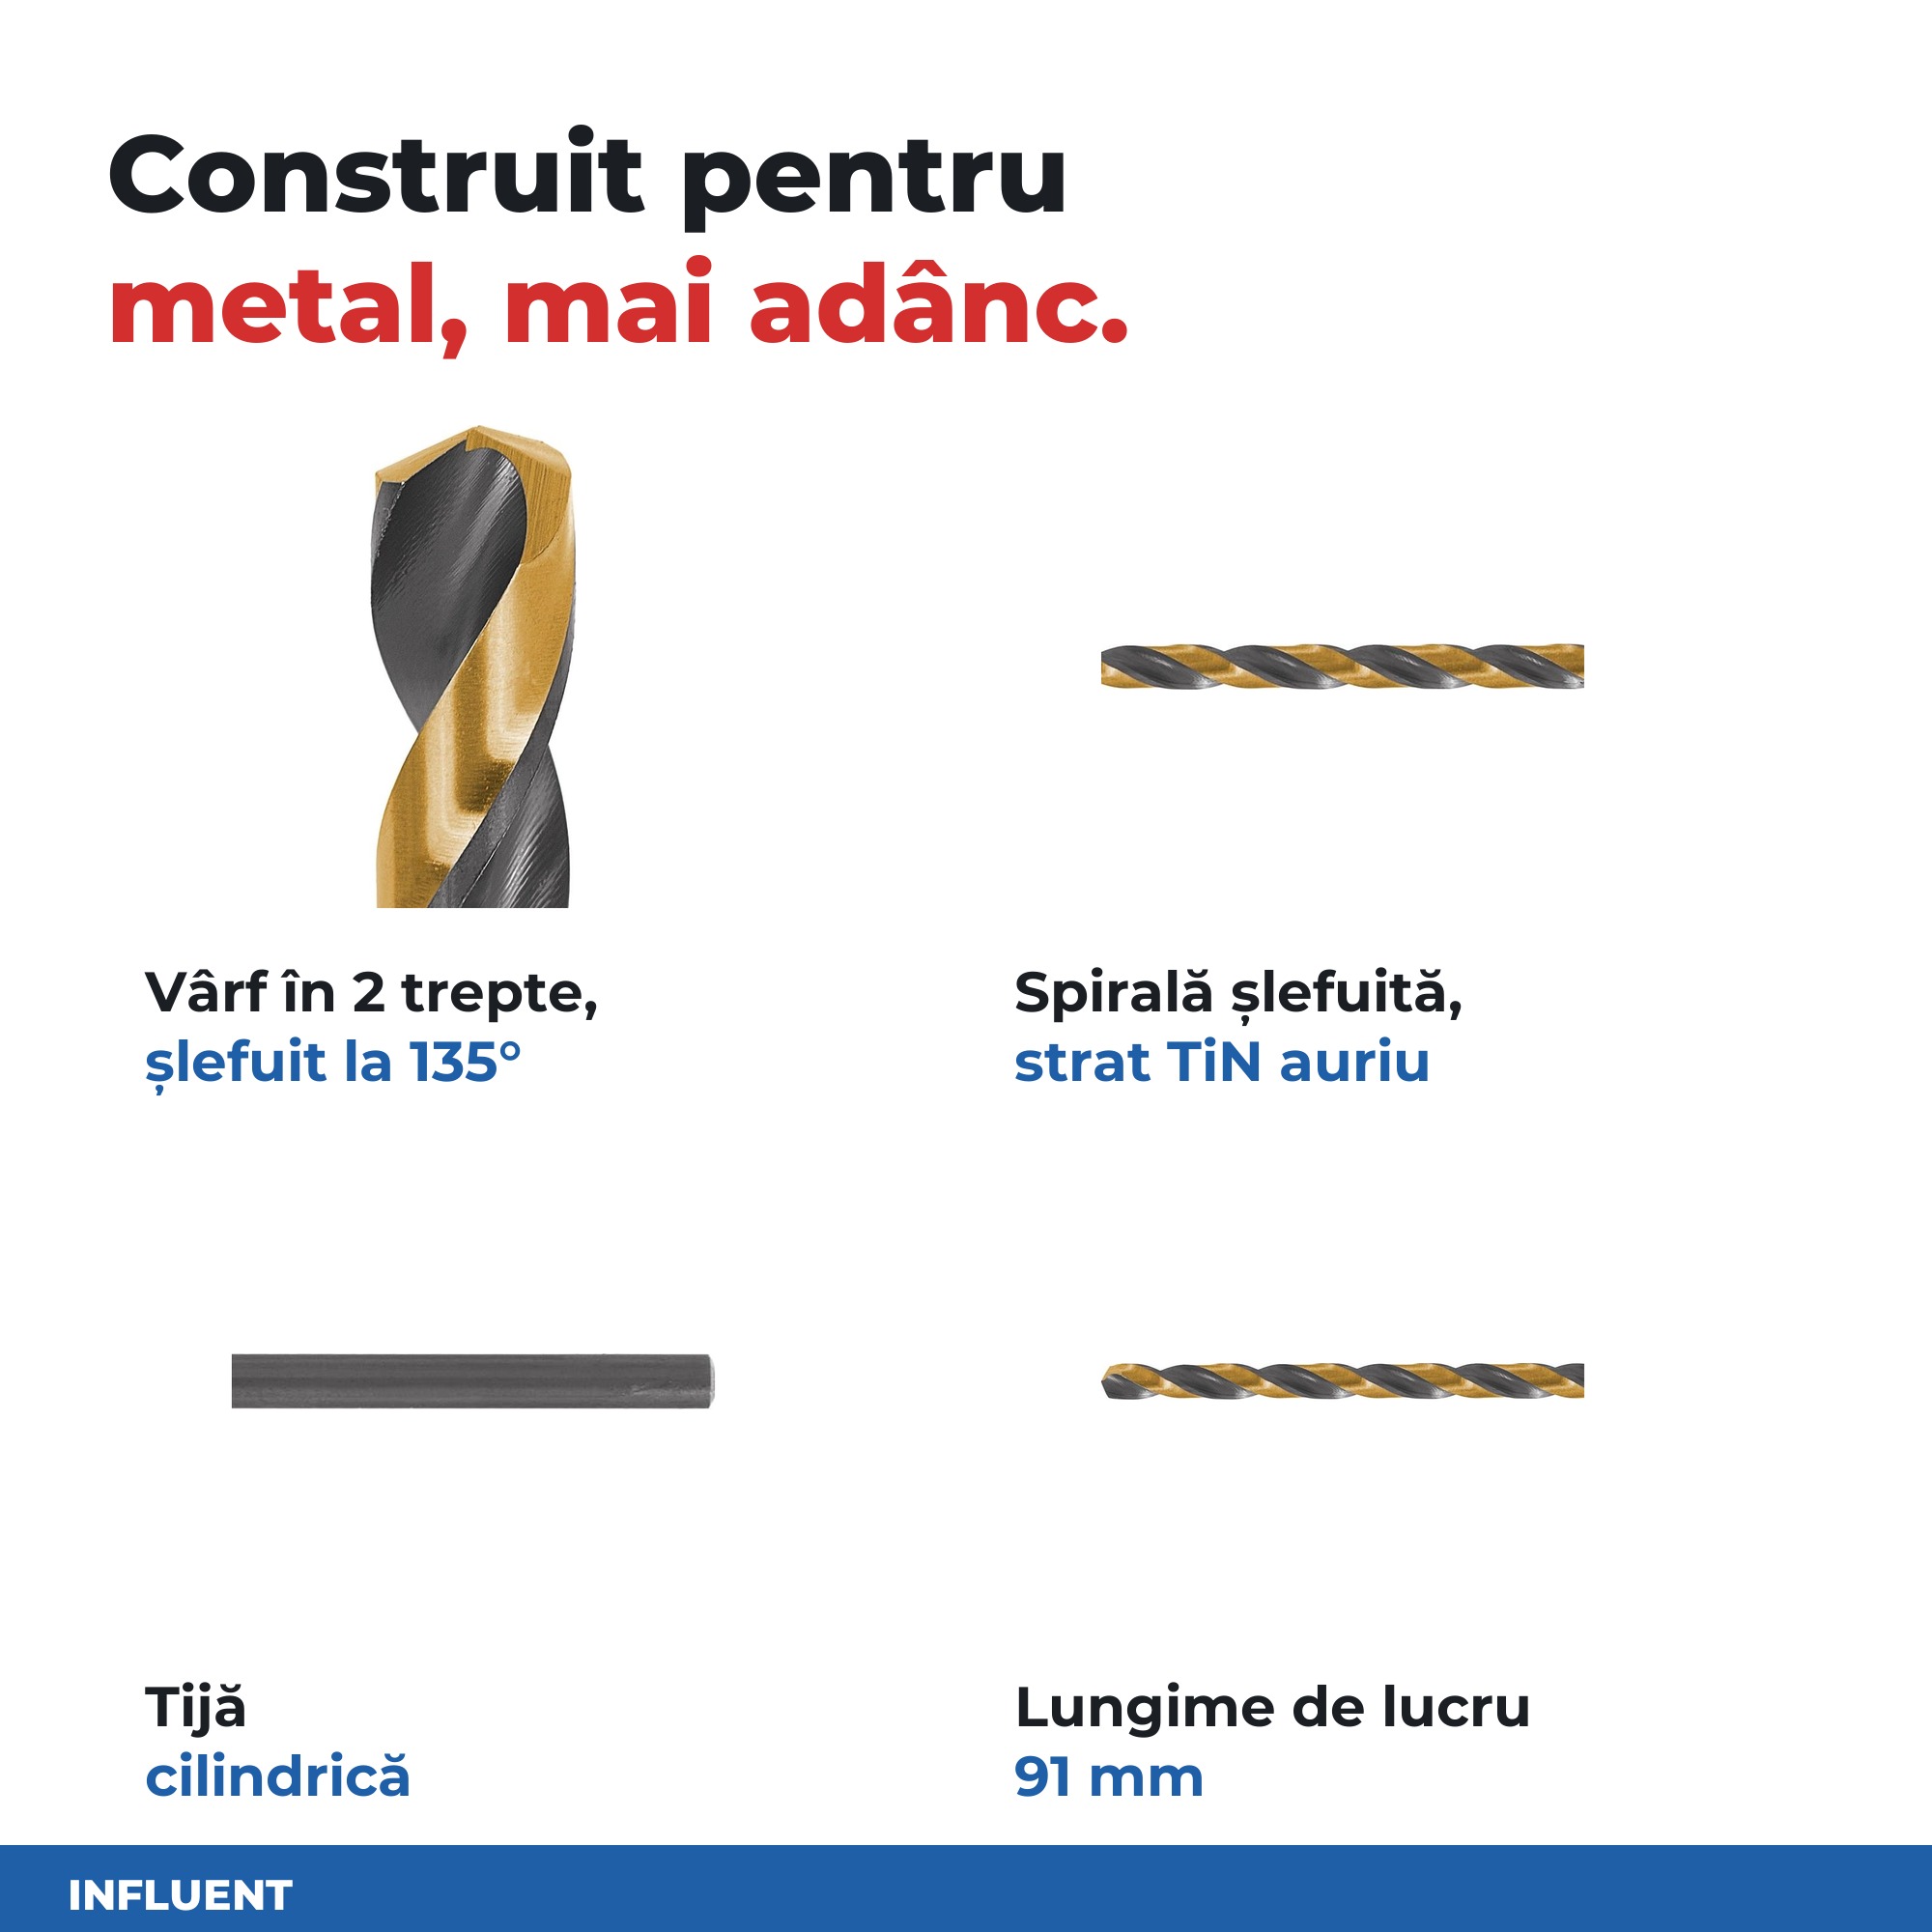 Construit pentru
metal, mai adânc.
Vârf în 2 trepte,
șlefuit la 135°
Spirală șlefuită,
strat TiN auriu
Tijă
cilindrică
Lungime de lucru
91 mm
INFLUENT